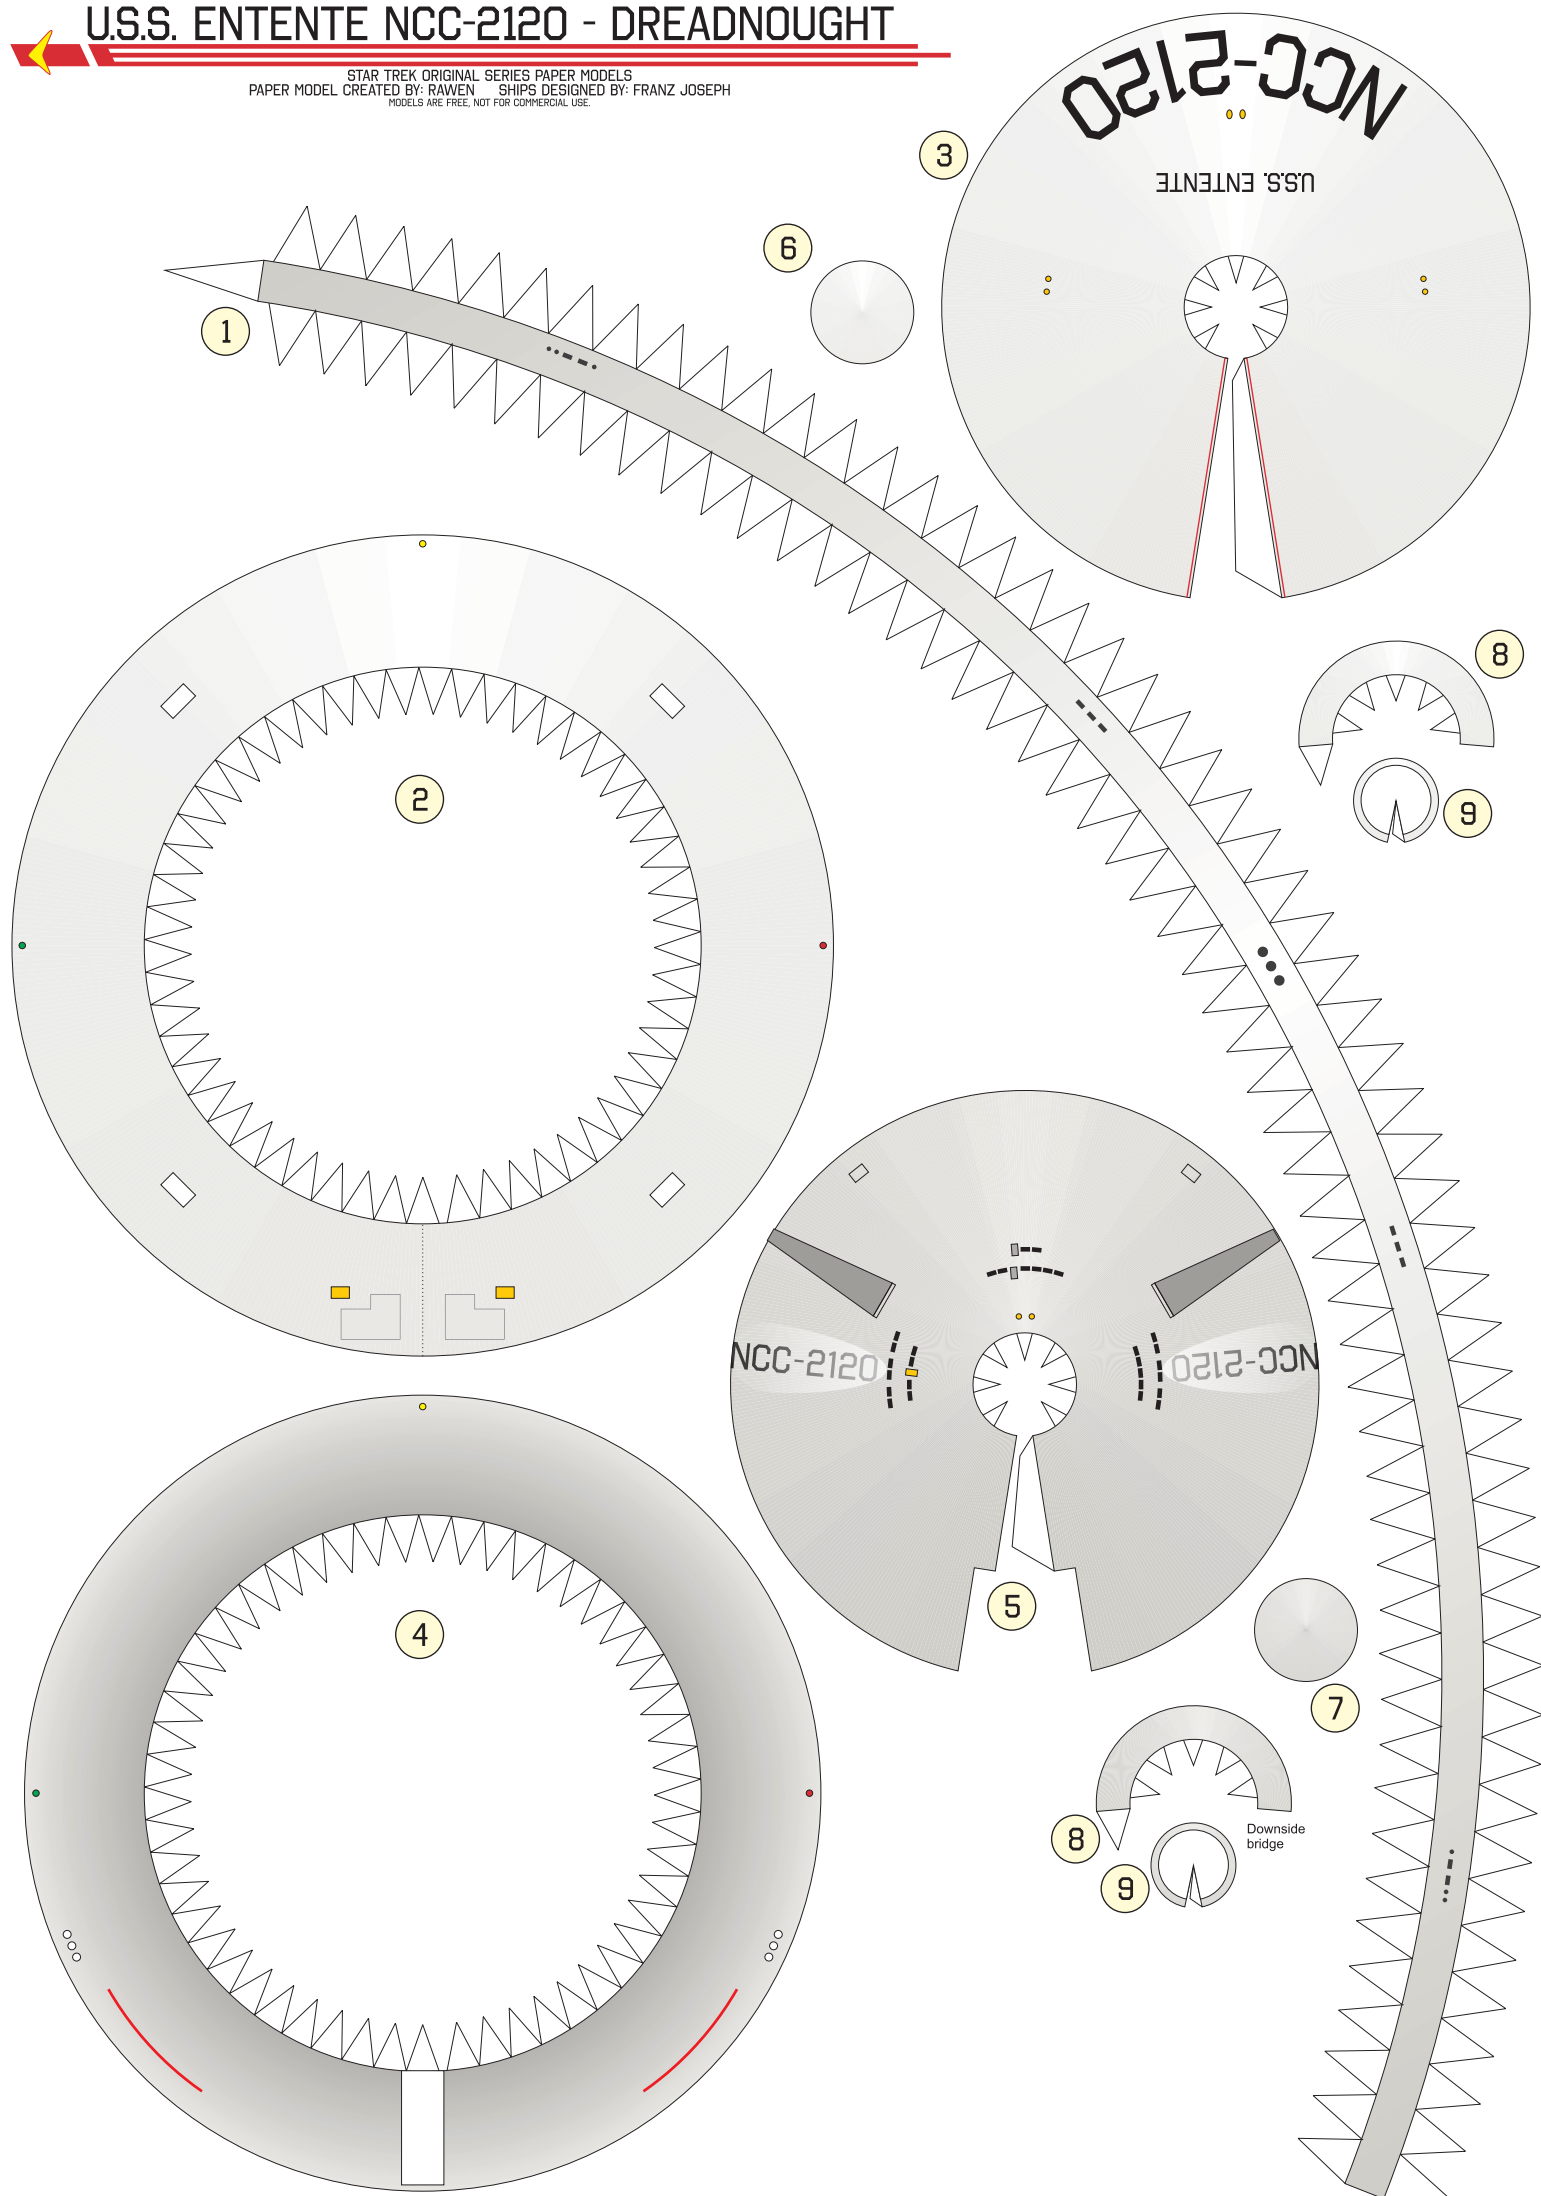 U.S.S. ENTENTE NCC-2120 - DREADNOUGHT
STAR TREK ORIGINAL SERIES PAPER MODELS
PAPER MODEL CREATED BY: RAWEN SHIPS DESIGNED BY: FRANZ JOSEPH
MODELS ARE FREE, NOT FOR COMMERCIAL USE.
NCC-2120
3
U.S.S. ENTENTE
6
1
8
2
9
NCC-2120
NCC-2120
5
4
7
8
Downside
bridge
9